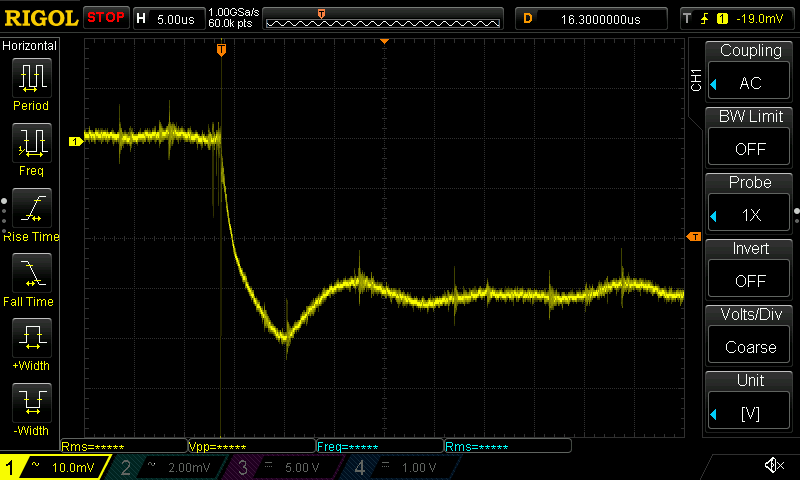 RIGOL STOP H 5.00us 1.00GSa/s 60.0k pts T D 16.3000000us T 1 -19.0mV
Horizontal
Period
Freq
Rise Time
Fall Time
+Width
-Width
T
1
T
CH1
Coupling
AC
BW Limit
OFF
Probe
1X
Invert
OFF
Volts/Div
Coarse
Unit
[V]
Rms=***** Vpp=***** Freq=***** Rms=*****
1 ~ 10.0mV 2 ~ 2.00mV 3 5.00 V 4 1.00 V